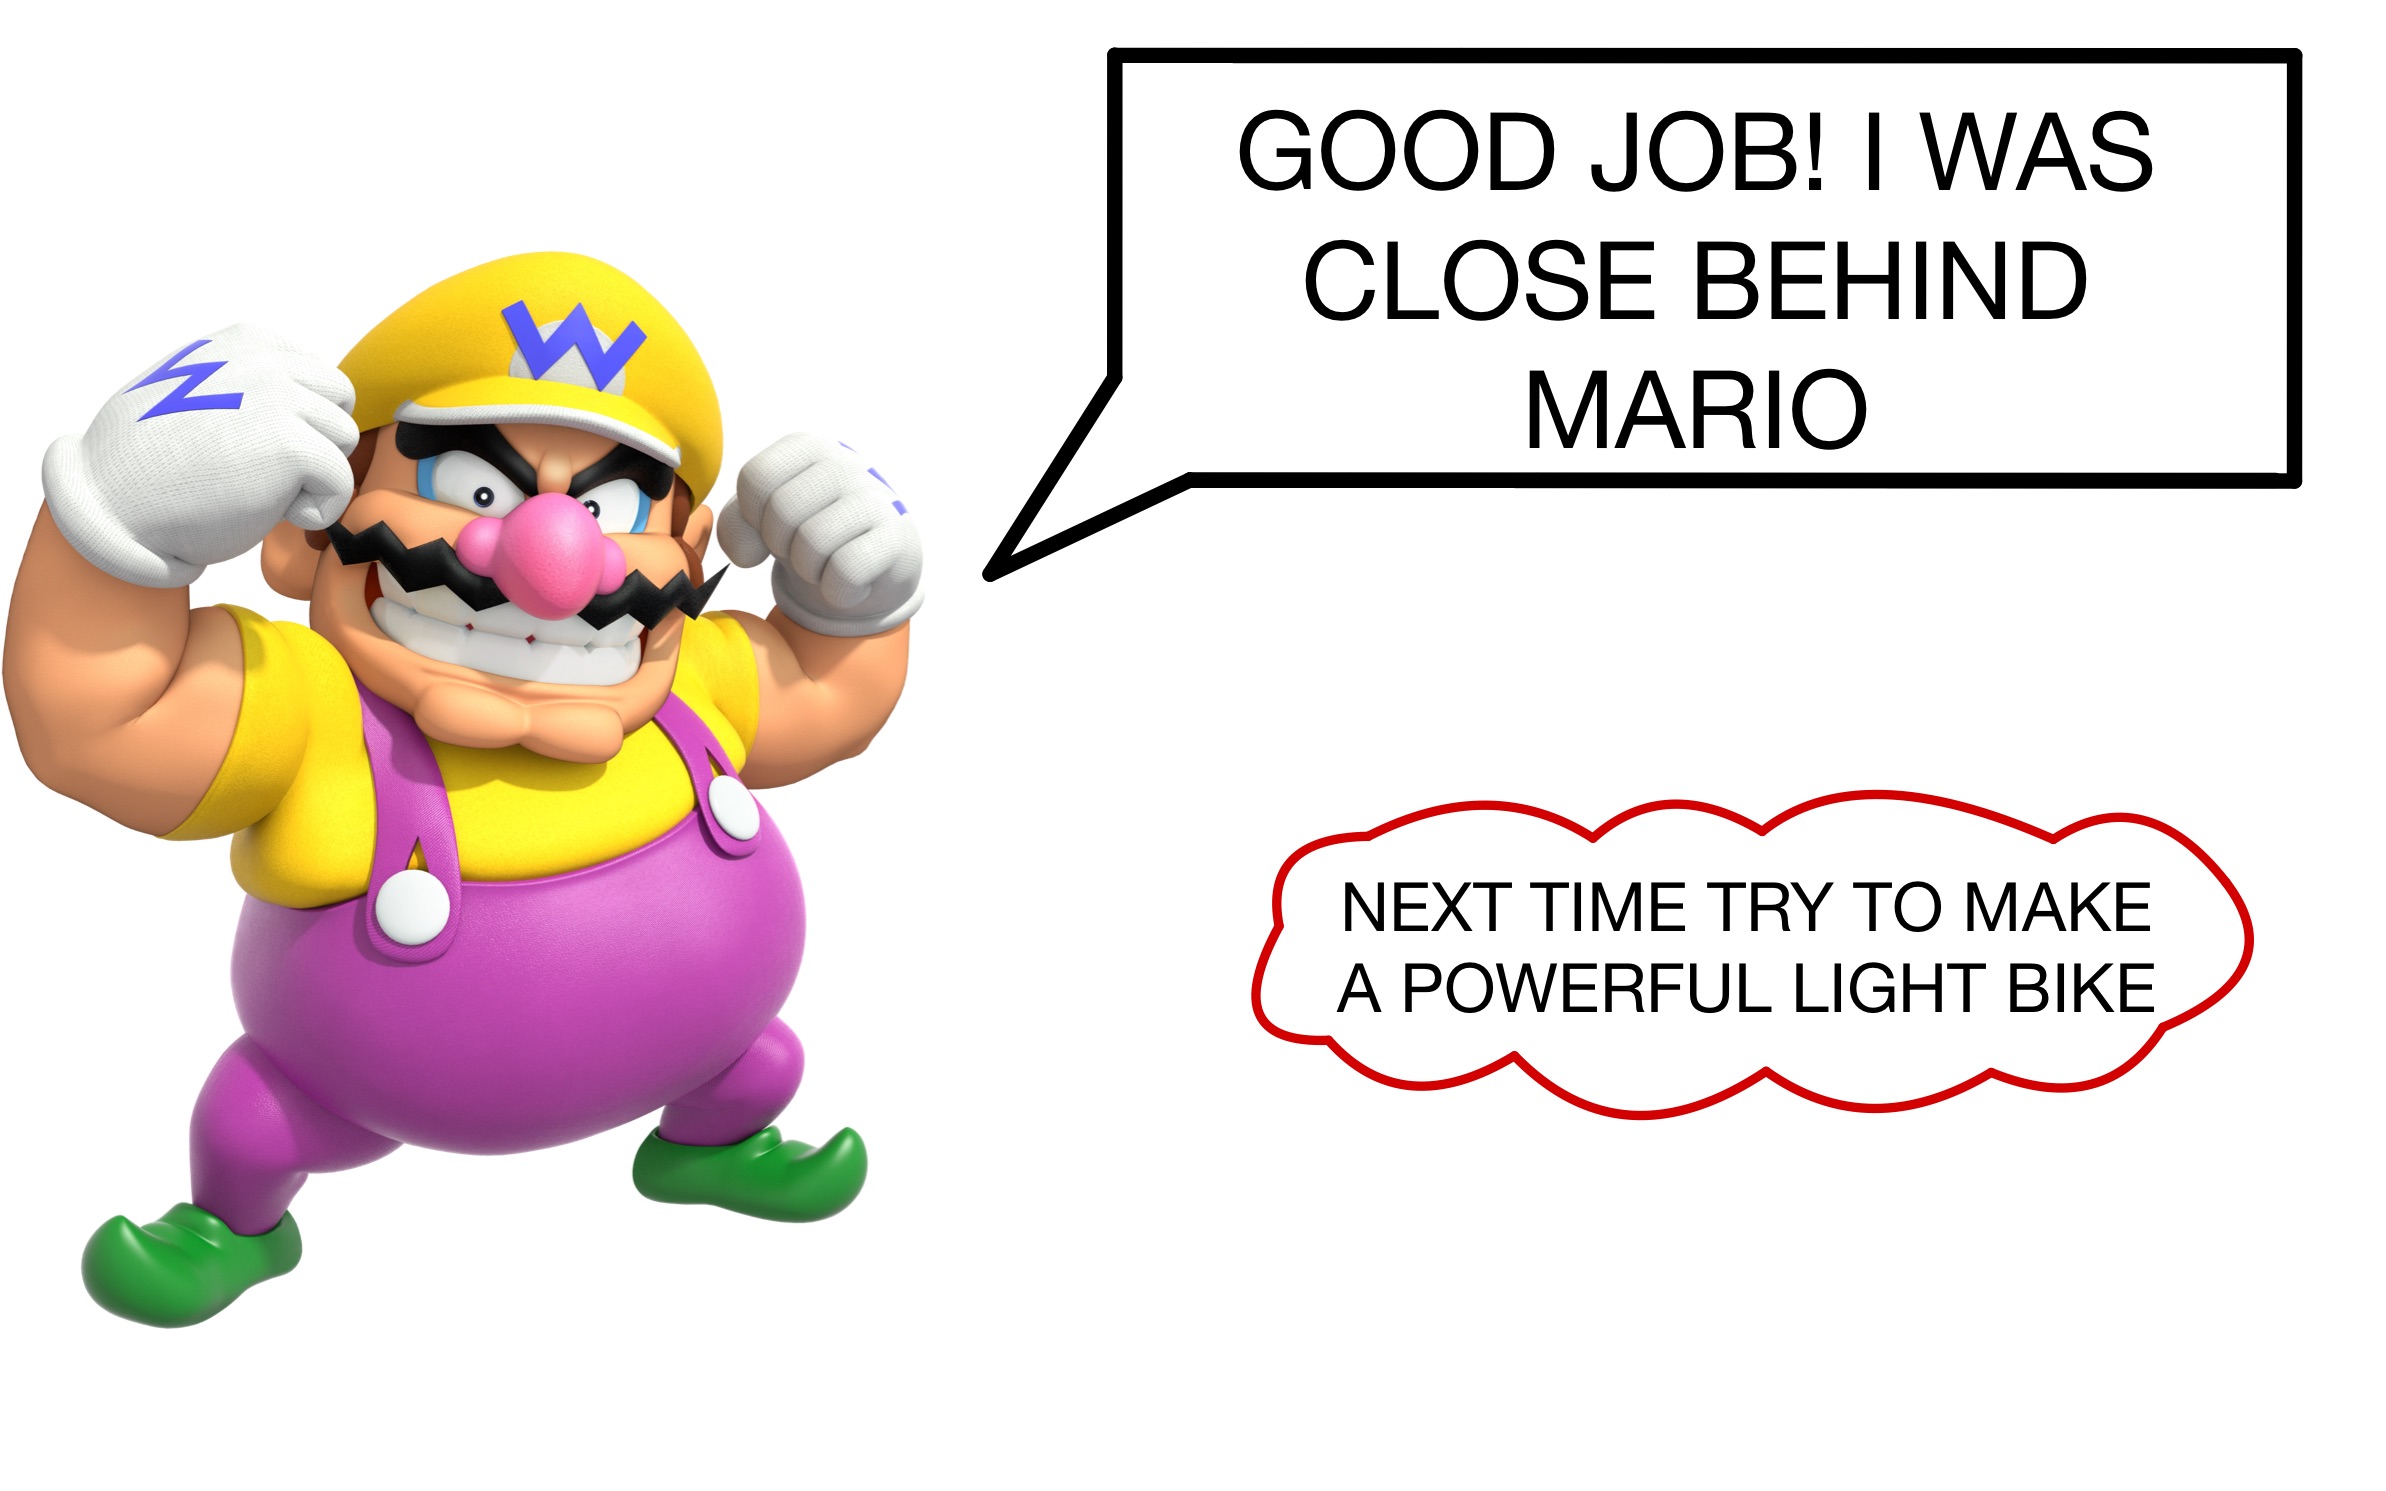 W
W
GOOD JOB! I WAS
CLOSE BEHIND
MARIO
NEXT TIME TRY TO MAKE
A POWERFUL LIGHT BIKE